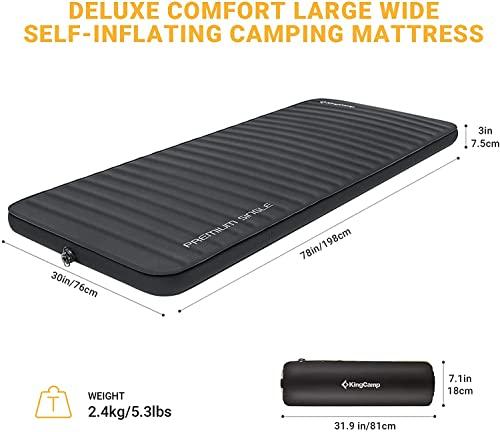 DELUXE COMFORT LARGE WIDE
SELF-INFLATING CAMPING MATTRESS
KingCamp
3in
7.5cm
PREMIUM SINGLE
78in/198cm
30in/76cm
T
WEIGHT
2.4kg/5.3lbs
KingCamp
7.1in
18cm
31.9 in/81cm